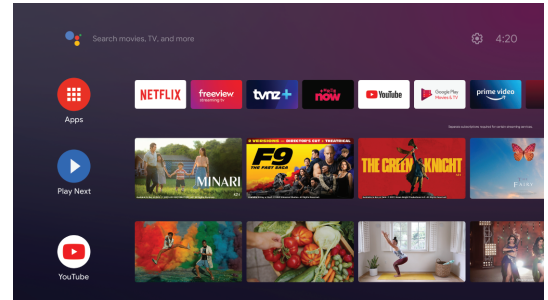 Search movies, TV, and more
4:20
Apps
NETFLIX
freeview
streaming tv
tvnz+
now
YouTube
Google Play
Movies & TV
prime video
Play Next
MINARI
F9
THE FAST SAGA
THE GREEN KNIGHT
YouTube